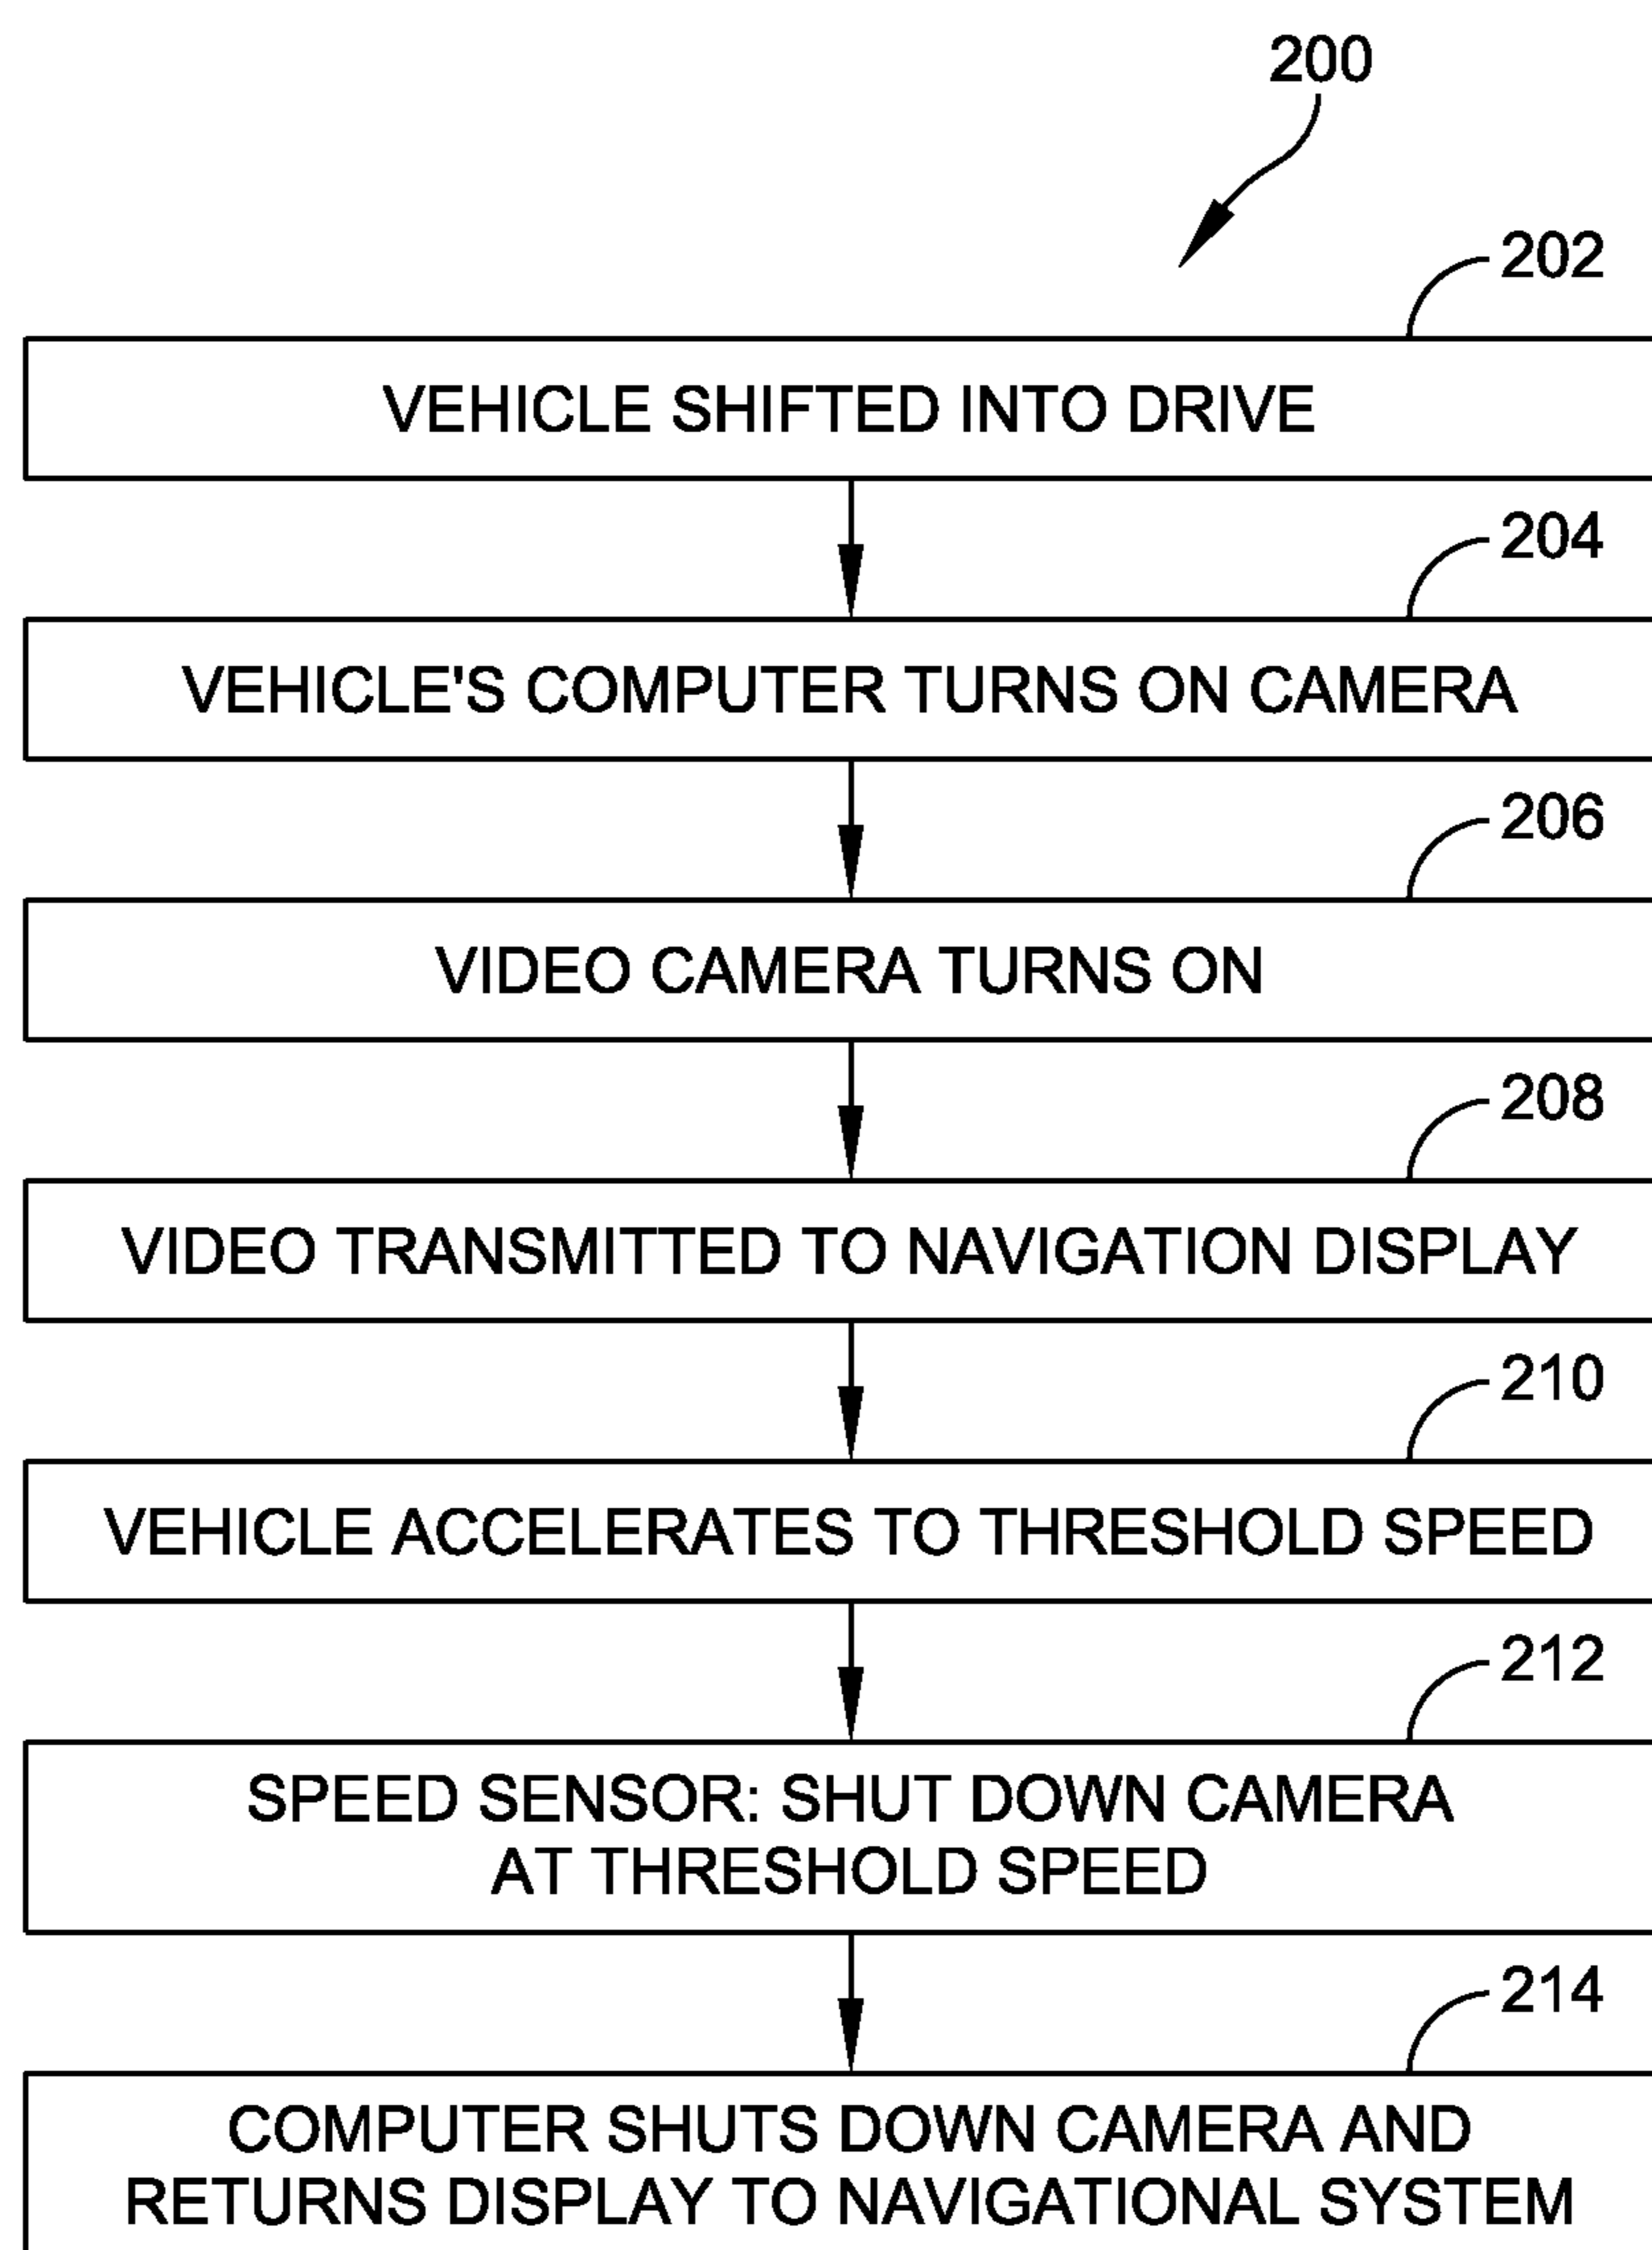 200
202
VEHICLE SHIFTED INTO DRIVE
204
VEHICLE'S COMPUTER TURNS ON CAMERA
206
VIDEO CAMERA TURNS ON
208
VIDEO TRANSMITTED TO NAVIGATION DISPLAY
210
VEHICLE ACCELERATES TO THRESHOLD SPEED
212
SPEED SENSOR: SHUT DOWN CAMERA
AT THRESHOLD SPEED
214
COMPUTER SHUTS DOWN CAMERA AND
RETURNS DISPLAY TO NAVIGATIONAL SYSTEM